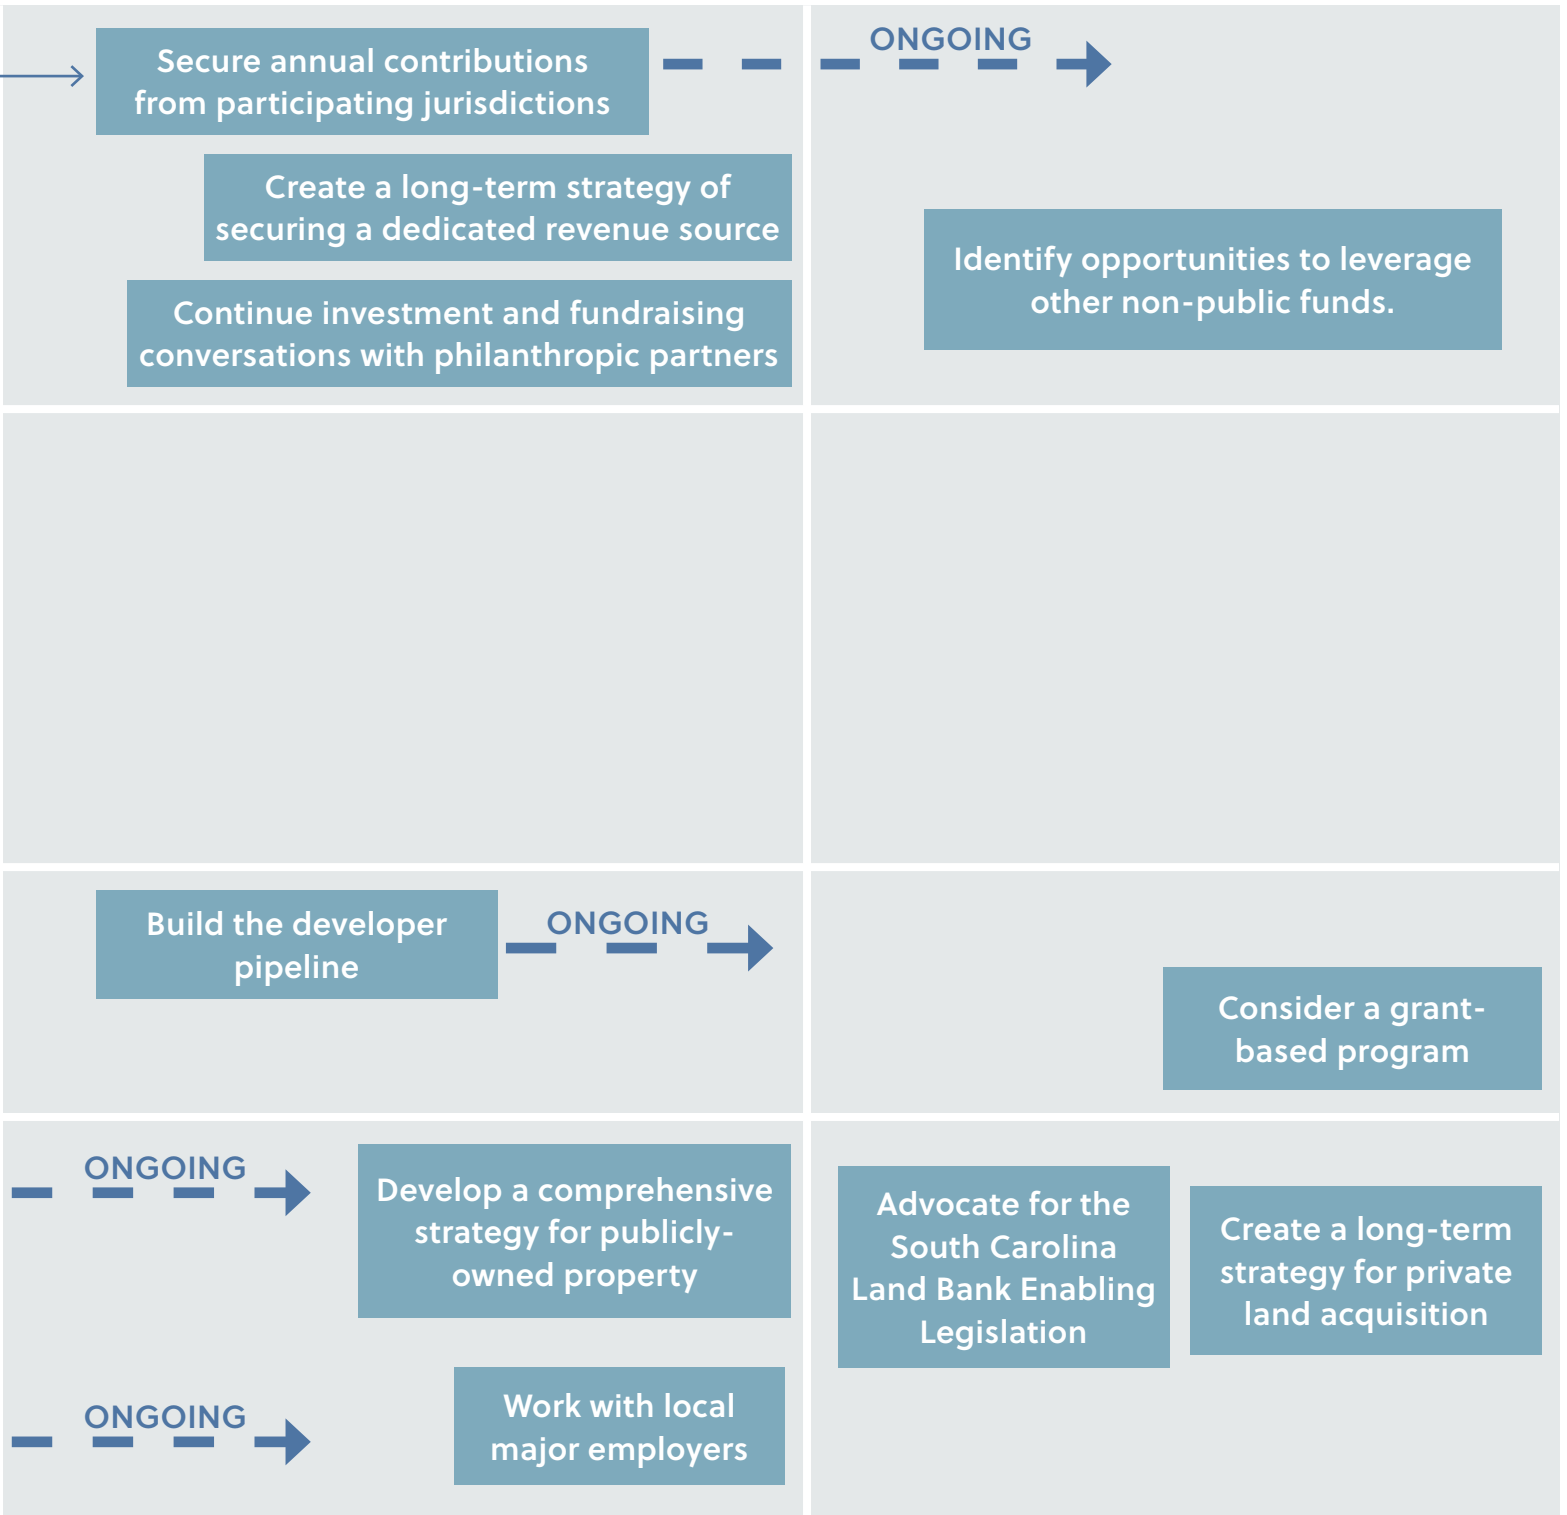 Secure annual contributions
from participating jurisdictions
ONGOING
Create a long-term strategy of
securing a dedicated revenue source
Continue investment and fundraising
conversations with philanthropic partners
Identify opportunities to leverage
other non-public funds.
Build the developer
pipeline
ONGOING
Consider a grant-
based program
ONGOING
Develop a comprehensive
strategy for publicly-
owned property
Advocate for the
South Carolina
Land Bank Enabling
Legislation
Create a long-term
strategy for private
land acquisition
ONGOING
Work with local
major employers